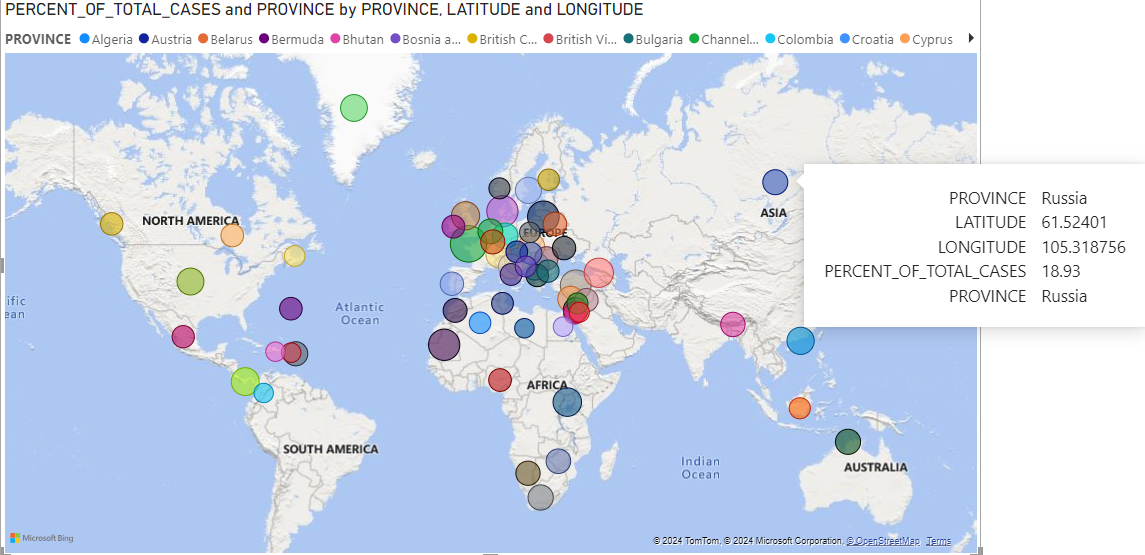 PERCENT_OF_TOTAL_CASES and PROVINCE by PROVINCE, LATITUDE and LONGITUDE
PROVINCE Algeria Austria Belarus Bermuda Bhutan Bosnia a... British C... British Vi... Bulgaria Channel... Colombia Croatia Cyprus
NORTH AMERICA
EUROPE
ASIA
Atlantic
Ocean
ific
ean
AFRICA
SOUTH AMERICA
Indian
Ocean
AUSTRALIA
PROVINCE Russia
LATITUDE 61.52401
LONGITUDE 105.318756
PERCENT_OF_TOTAL_CASES 18.93
PROVINCE Russia
Microsoft Bing
© 2024 TomTom, © 2024 Microsoft Corporation, © OpenStreetMap Terms